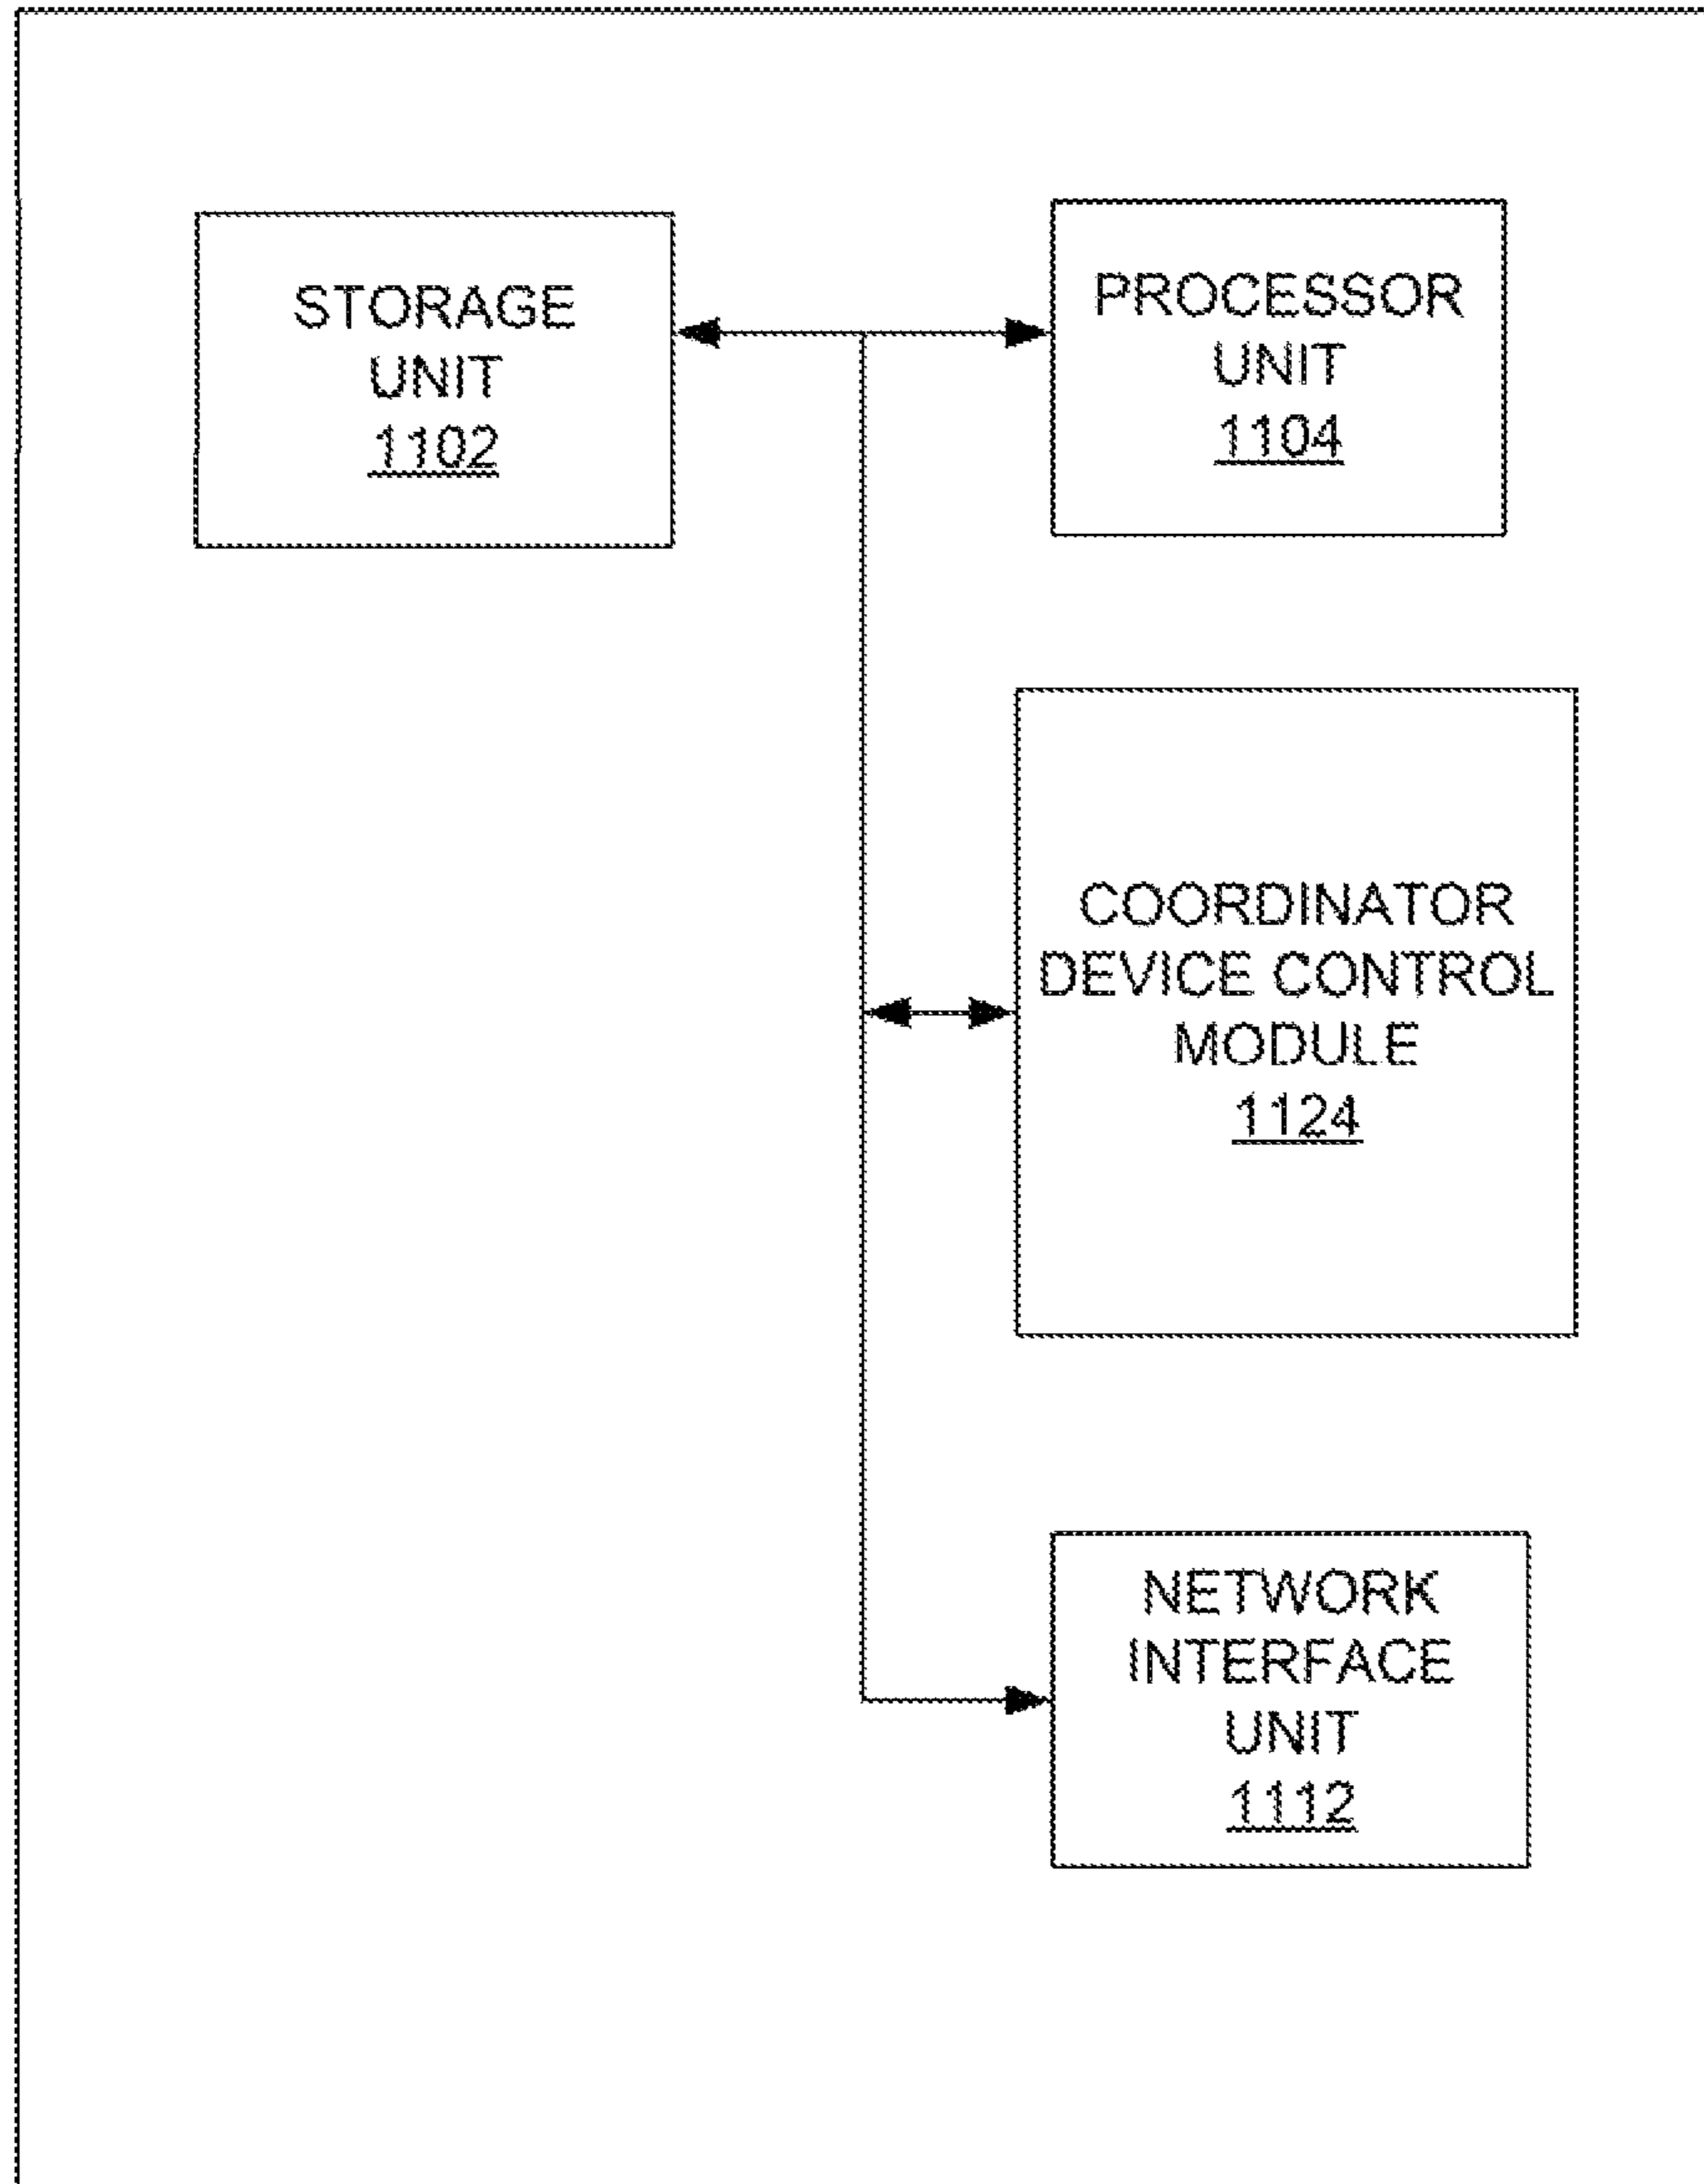 STORAGE
UNIT
1102
PROCESSOR
UNIT
1104
COORDINATOR
DEVICE CONTROL
MODULE
1124
NETWORK
INTERFACE
UNIT
1112